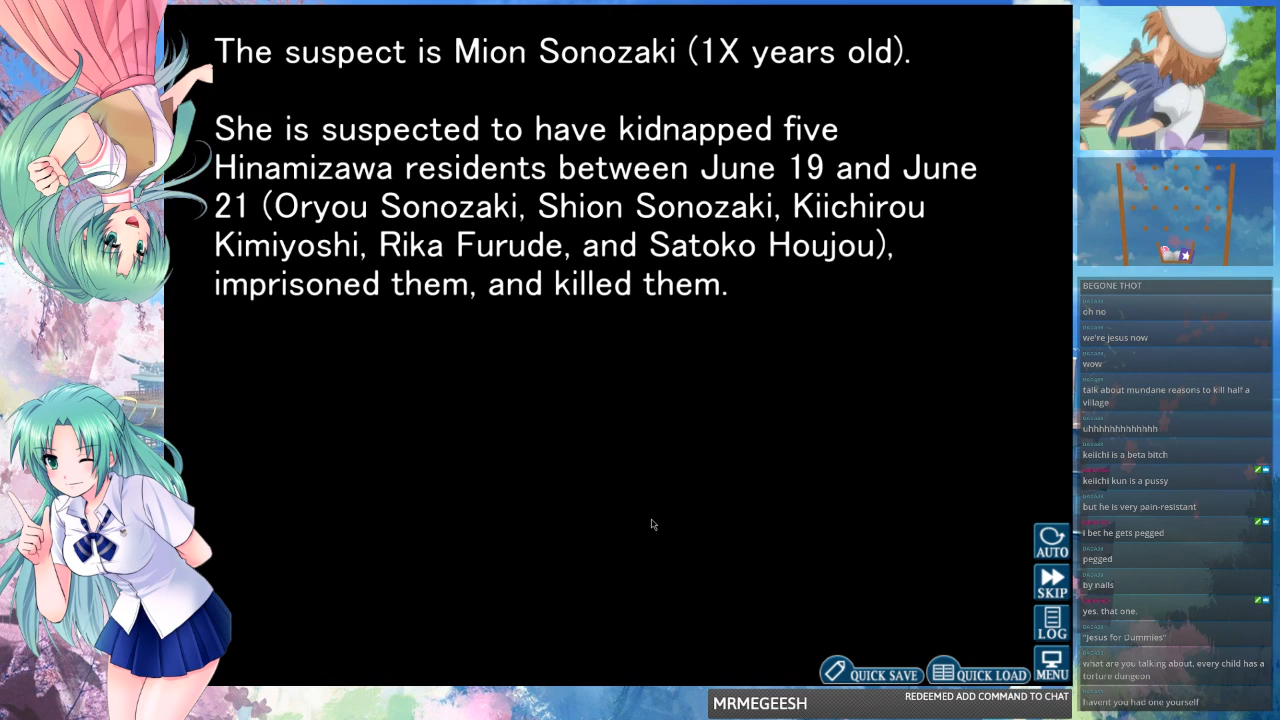 The suspect is Mion Sonozaki (1X years old).
She is suspected to have kidnapped five
Hinamizawa residents between June 19 and June
21 (Oryou Sonozaki, Shion Sonozaki, Kiichirou
Kimiyoshi, Rika Furude, and Satoko Houjou),
imprisoned them, and killed them.
AUTO
SKIP
LOG
MENU
QUICK SAVE
QUICK LOAD
MRMEGEESH
REDEEMED ADD COMMAND TO CHAT
BEGONE THOT
oh no
we're jesus now
wow
talk about mundane reasons to kill half a
village
uhhhhhhhhhhhhh
keiichi is a beta bitch
keiichi kun is a pussy
but he is very pain-resistant
i bet he gets pegged
pegged
by nails
yes. that one.
"Jesus for Dummies"
what are you talking about, every child has a
torture dungeon
havent you had one yourself